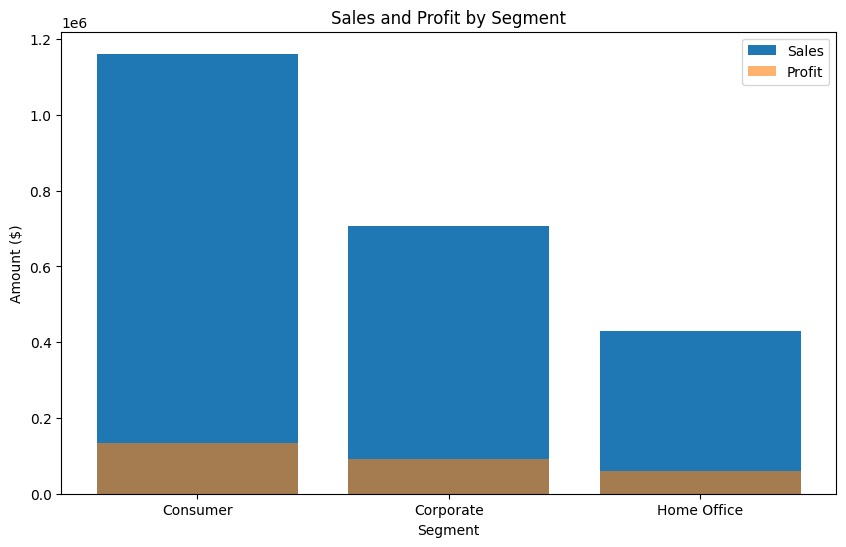 Sales and Profit by Segment
1e6
Sales
Profit
1.2
1.0
0.8
0.6
0.4
0.2
0.0
Amount ($)
Consumer
Corporate
Home Office
Segment